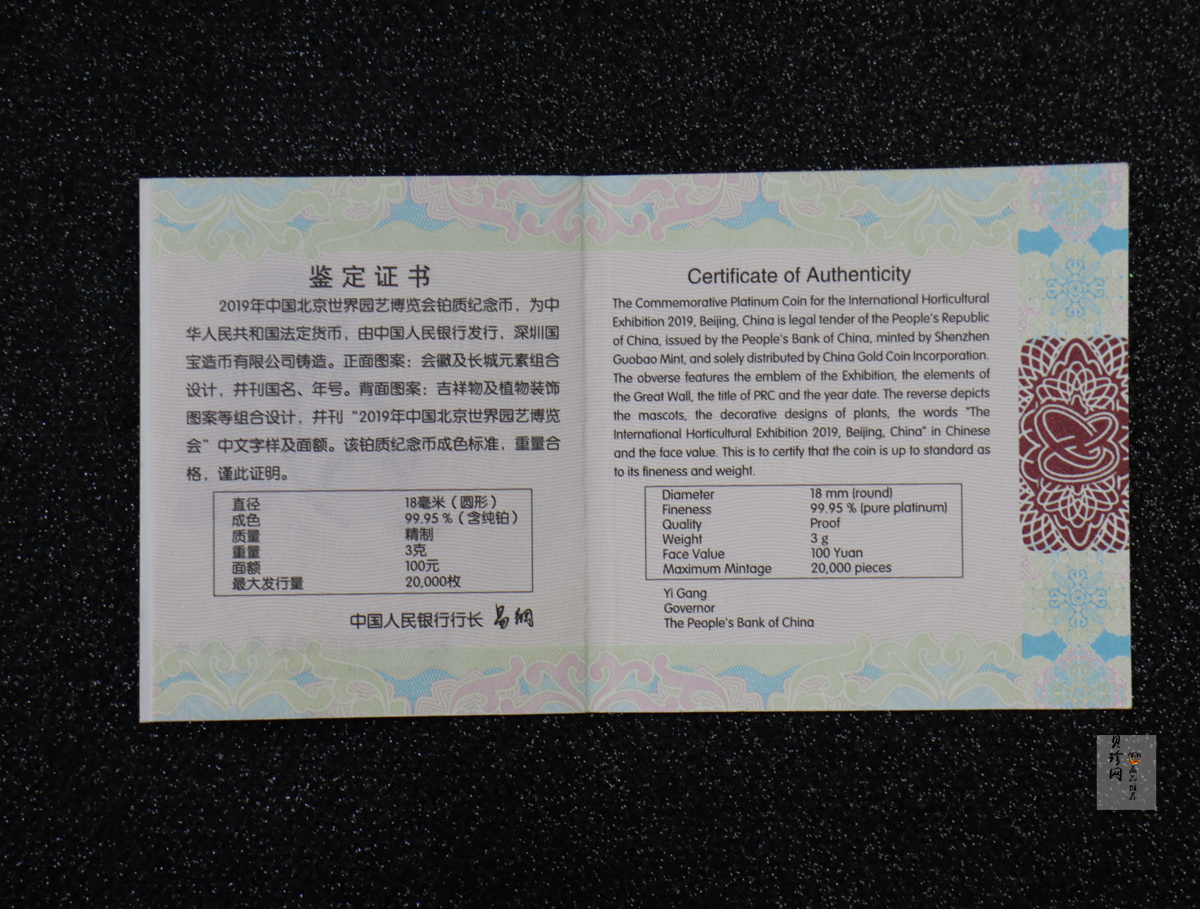 鉴定证书
2019年中国北京世界园艺博览会铂质纪念币，为中
华人民共和国法定货币，由中国人民银行发行，深圳国
宝造币有限公司铸造。正面图案：会徽及长城元素组合
设计，并刊国名、年号。背面图案：吉祥物及植物装饰
图案等组合设计，并刊“2019年中国北京世界园艺博览
会”中文字样及面额。该铂质纪念币成色标准，重量合
格，谨此证明。
直径 18毫米（圆形）
成色 99.95 %（含纯铂）
质量 精制
重量 3克
面额 100元
最大发行量 20,000枚
中国人民银行行长 易纲
Certificate of Authenticity
The Commemorative Platinum Coin for the International Horticultural
Exhibition 2019, Beijing, China is legal tender of the People's Republic
of China, issued by the People's Bank of China, minted by Shenzhen
Guobao Mint, and solely distributed by China Gold Coin Incorporation.
The obverse features the emblem of the Exhibition, the elements of
the Great Wall, the title of PRC and the year date. The reverse depicts
the mascots, the decorative designs of plants, the words "The
International Horticultural Exhibition 2019, Beijing, China" in Chinese
and the face value. This is to certify that the coin is up to standard as
to its fineness and weight.
Diameter 18 mm (round)
Fineness 99.95 % (pure platinum)
Quality Proof
Weight 3 g
Face Value 100 Yuan
Maximum Mintage 20,000 pieces
Yi Gang
Governor
The People's Bank of China
贝珍网